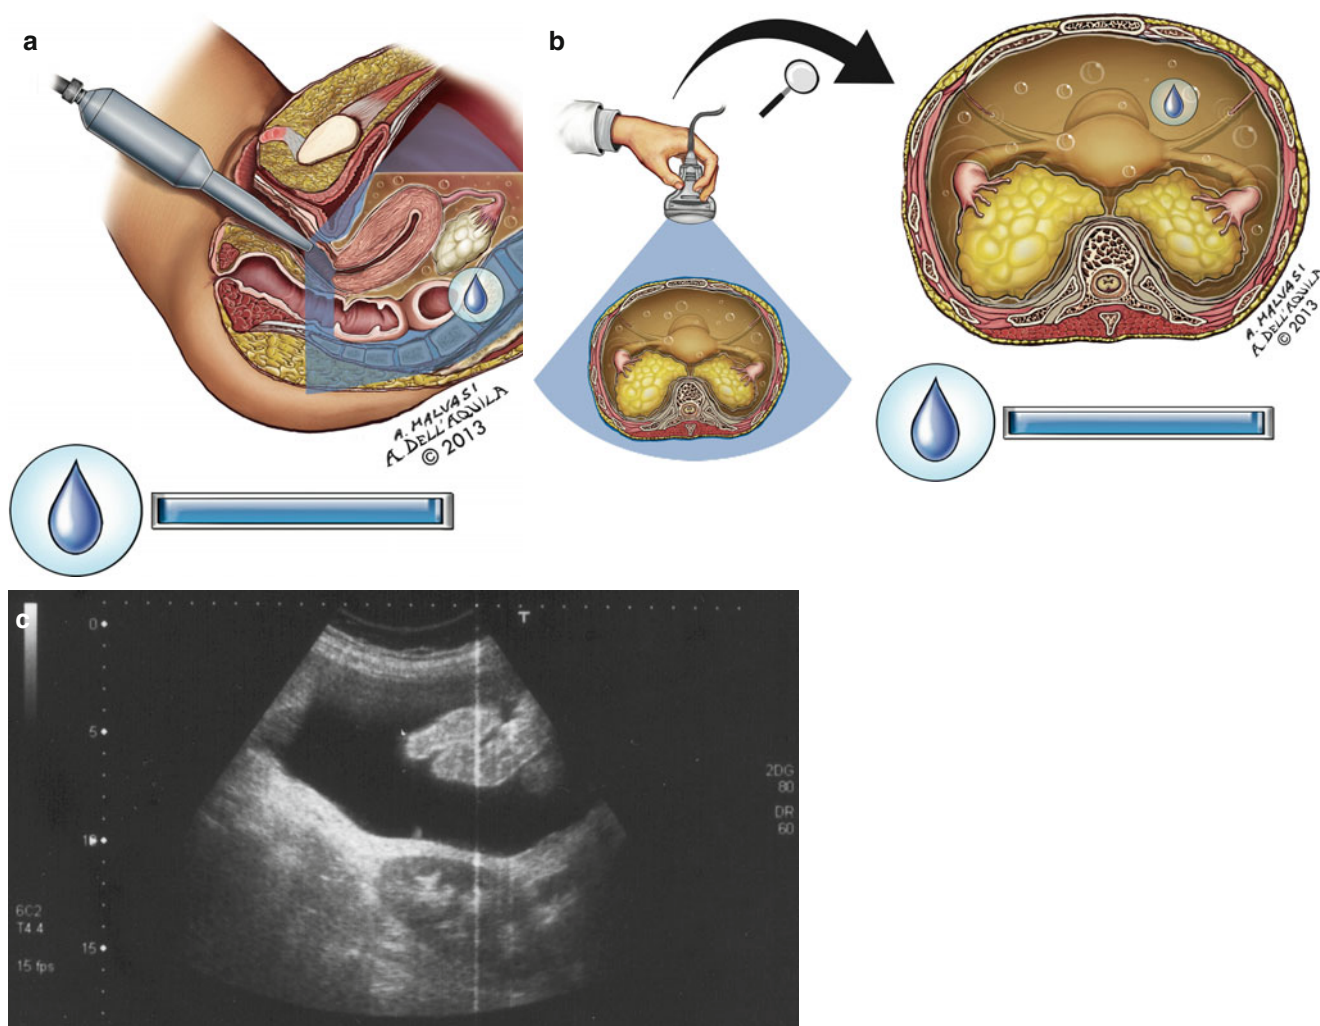 a
A. MALVASI
A. DELL'AQUILA
© 2013
b
A. MALVASI
A. DELL'AQUILA
© 2013
c
T
0
5
10
15
2DG
80
DR
60
6C2
T4.4
15 fps